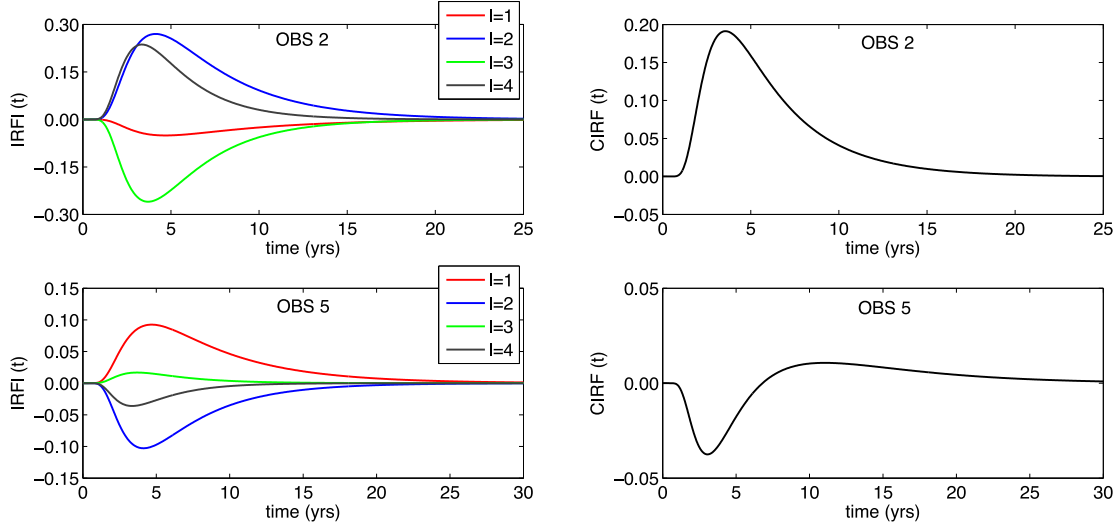 0.30
0.15
0.00
−0.15
−0.30
IRFI (t)
OBS 2
I=1
I=2
I=3
I=4
0 5 10 15 20 25
time (yrs)
0.20
0.15
0.10
0.05
0.00
−0.05
CIRF (t)
OBS 2
0 5 10 15 20 25
time (yrs)
0.15
0.10
0.05
0.00
−0.05
−0.10
−0.15
IRFI (t)
OBS 5
I=1
I=2
I=3
I=4
0 5 10 15 20 25 30
time (yrs)
0.05
0.00
−0.05
CIRF (t)
OBS 5
0 5 10 15 20 25 30
time (yrs)